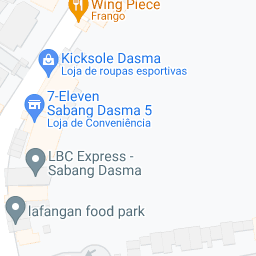 Wing Piece
Frango
Kicksole Dasma
Loja de roupas esportivas
7-Eleven
Sabang Dasma 5
Loja de Conveniência
LBC Express -
Sabang Dasma
lafangan food park